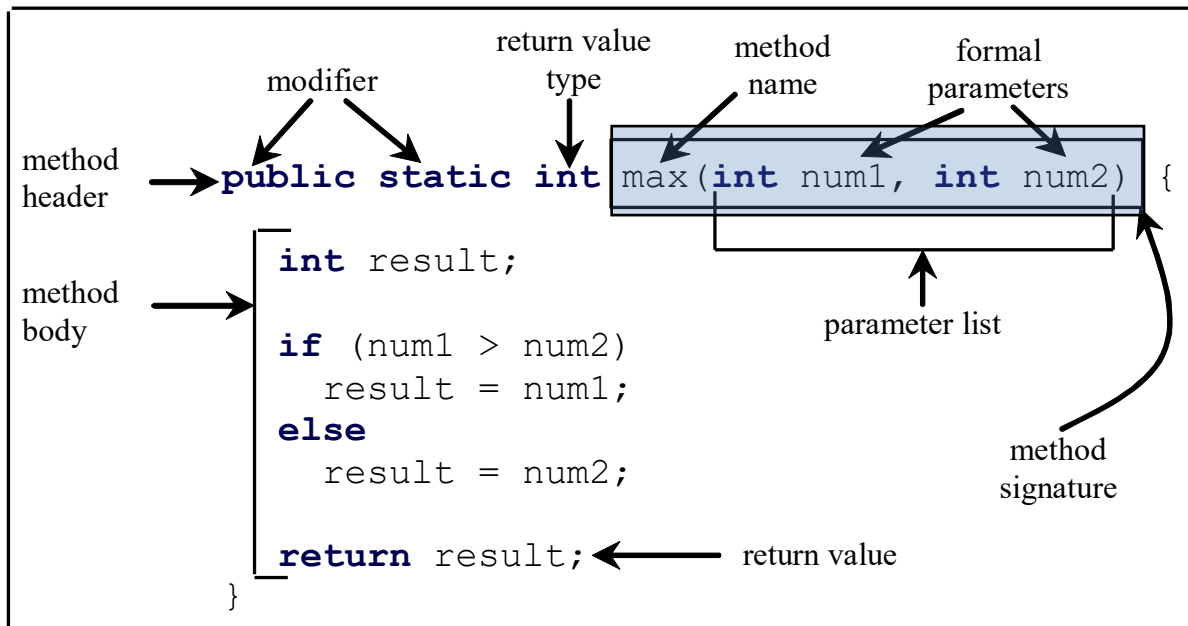 return value
type
method
name
formal
parameters
modifier
method
header
public static int max(int num1, int num2) {
int result;
method
body
parameter list
if (num1 > num2)
result = num1;
else
result = num2;
method
signature
return result;
return value
}